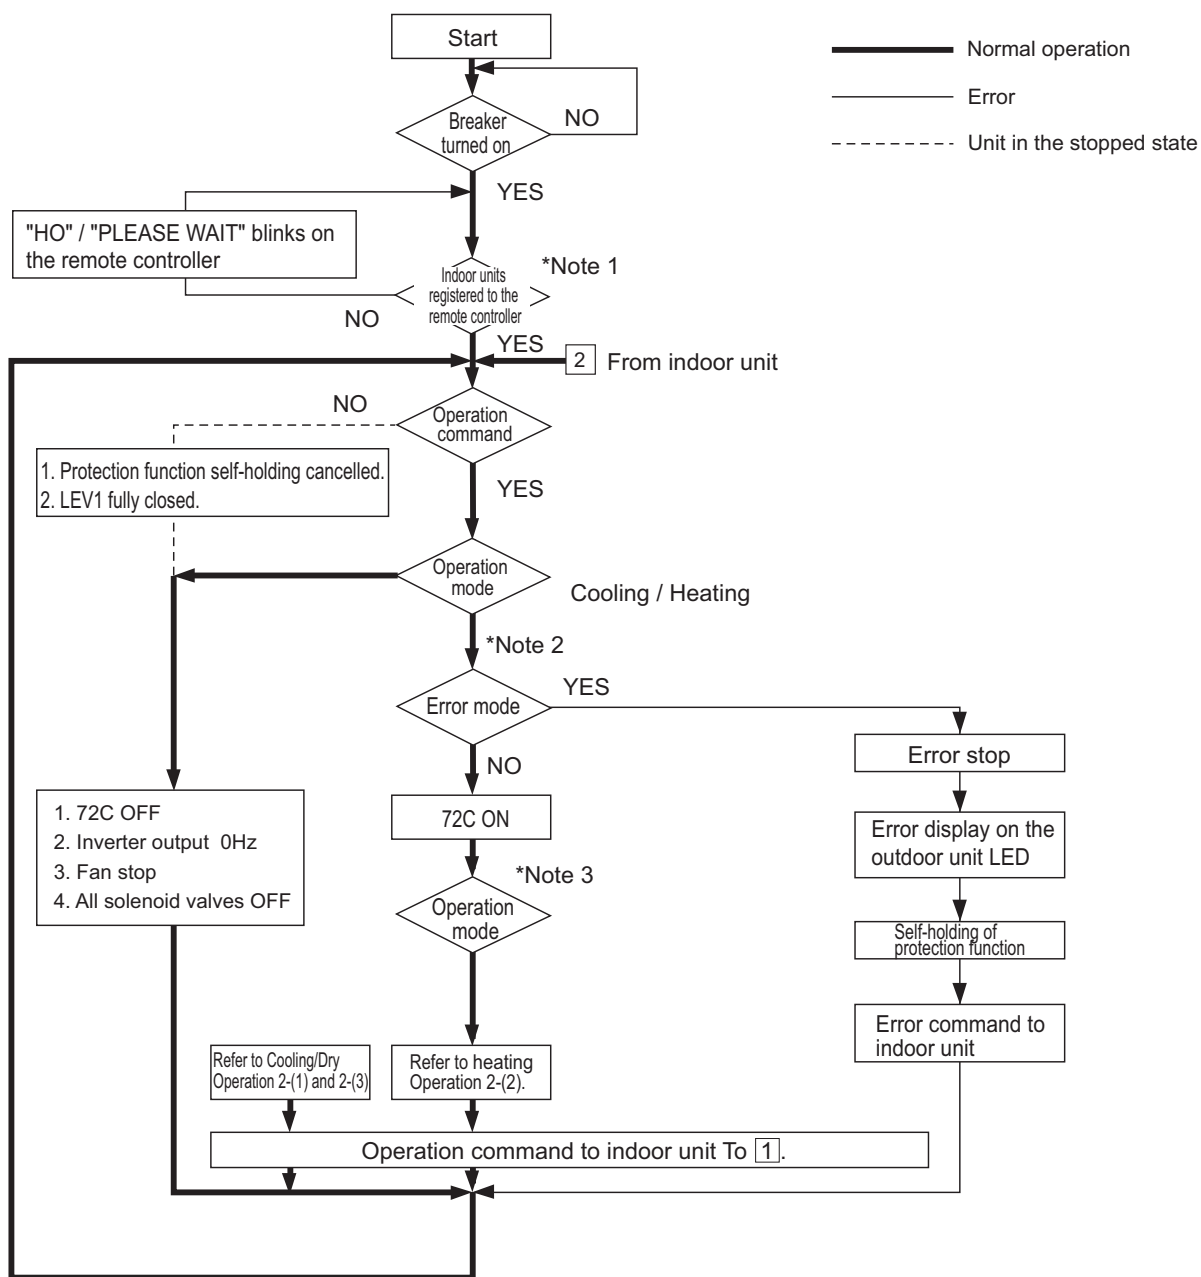 Start
Normal operation
Error
Unit in the stopped state
Breaker
turned on
NO
YES
"HO" / "PLEASE WAIT" blinks on
the remote controller
*Note 1
Indoor units
registered to the
remote controller
NO
YES
2 From indoor unit
NO
Operation
command
1. Protection function self-holding cancelled.
2. LEV1 fully closed.
YES
Operation
mode
Cooling / Heating
*Note 2
YES
Error mode
NO
Error stop
1. 72C OFF
2. Inverter output 0Hz
3. Fan stop
4. All solenoid valves OFF
72C ON
Error display on the
outdoor unit LED
*Note 3
Operation
mode
Self-holding of
protection function
Error command to
indoor unit
Refer to Cooling/Dry
Operation 2-(1) and 2-(3)
Refer to heating
Operation 2-(2).
Operation command to indoor unit To 1.